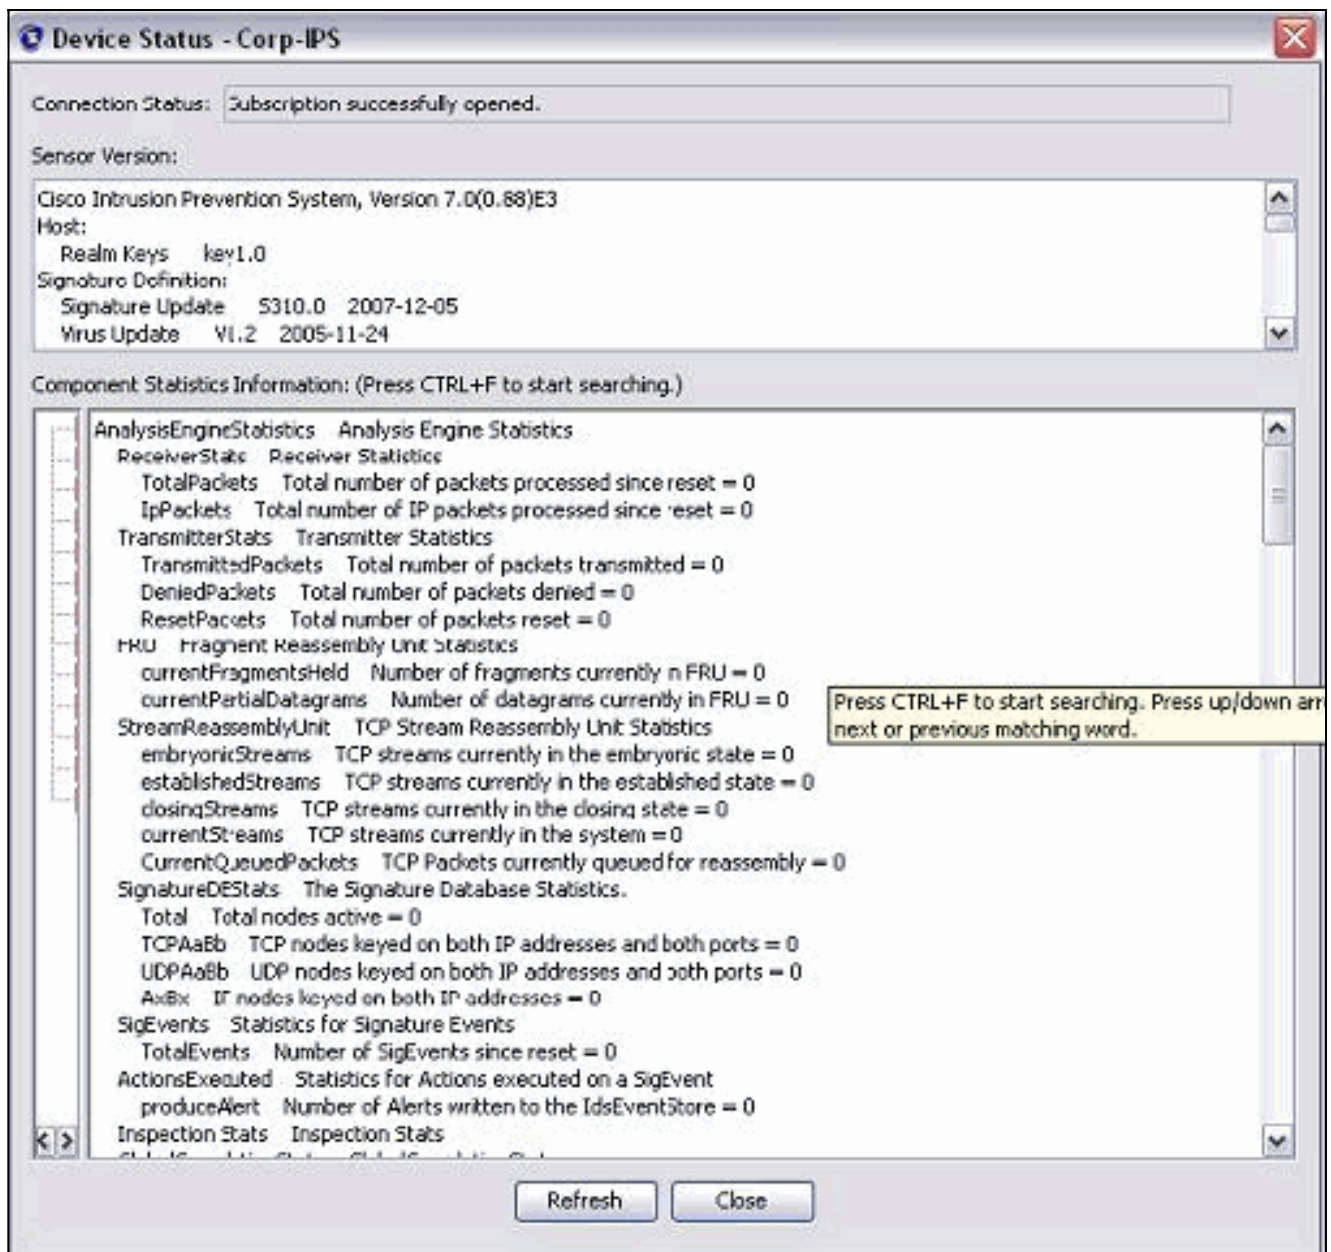 Device Status - Corp-IPS
Connection Status: Subscription successfully opened.
Sensor Version:
Cisco Intrusion Prevention System, Version 7.0(0.88)E3
Host:
Realm Keys key1.0
Signature Definition:
Signature Update S310.0 2007-12-05
Virus Update V1.2 2005-11-24
Component Statistics Information: (Press CTRL+F to start searching.)
AnalysisEngineStatistics Analysis Engine Statistics
ReceiverStats Receiver Statistics
TotalPackets Total number of packets processed since reset = 0
IpPackets Total number of IP packets processed since reset = 0
TransmitterStats Transmitter Statistics
TransmittedPackets Total number of packets transmitted = 0
DeniedPackets Total number of packets denied = 0
ResetPackets Total number of packets reset = 0
FRU Fragment Reassembly Unit Statistics
currentFragmentsHeld Number of fragments currently in FRU = 0
currentPartialDatagrams Number of datagrams currently in FRU = 0
Press CTRL+F to start searching. Press up/down arr
next or previous matching word.
StreamReassemblyUnit TCP Stream Reassembly Unit Statistics
embryonicStreams TCP streams currently in the embryonic state = 0
establishedStreams TCP streams currently in the established state = 0
closingStreams TCP streams currently in the closing state = 0
currentStreams TCP streams currently in the system = 0
CurrentQueuedPackets TCP Packets currently queued for reassembly = 0
SignatureDBStats The Signature Database Statistics.
Total Total nodes active = 0
TCPAaBb TCP nodes keyed on both IP addresses and both ports = 0
UDPAaBb UDP nodes keyed on both IP addresses and both ports = 0
AxBx IP nodes keyed on both IP addresses = 0
SigEvents Statistics for Signature Events
TotalEvents Number of SigEvents since reset = 0
ActionsExecuted Statistics for Actions executed on a SigEvent
produceAlert Number of Alerts written to the IdsEventStore = 0
Inspection Stats Inspection Stats
Refresh
Close